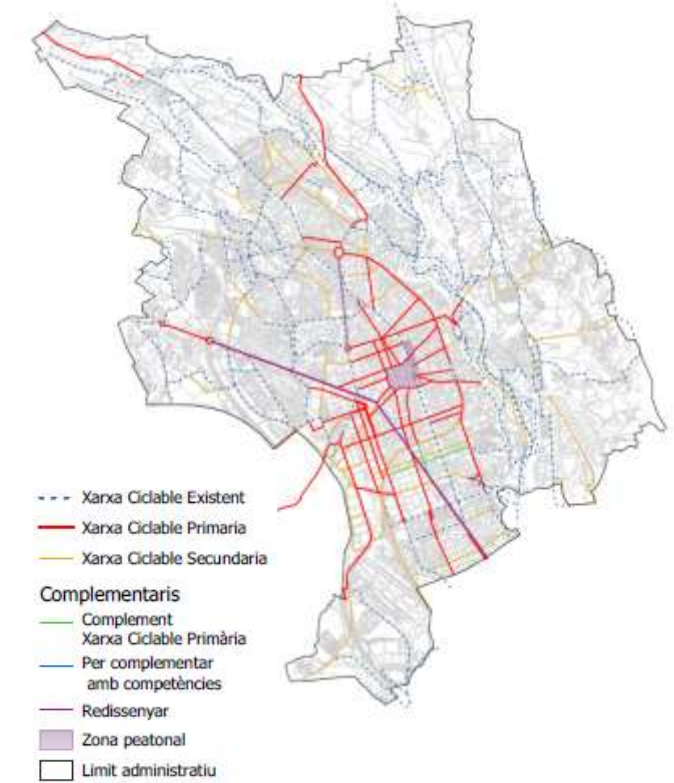 Xarxa Ciclable Existent
Xarxa Ciclable Primaria
Xarxa Ciclable Secundaria
Complementaris
Complement
Xarxa Ciclable Primària
Per complementar
amb competències
Redissenyar
Zona peatonal
Limit administratiu